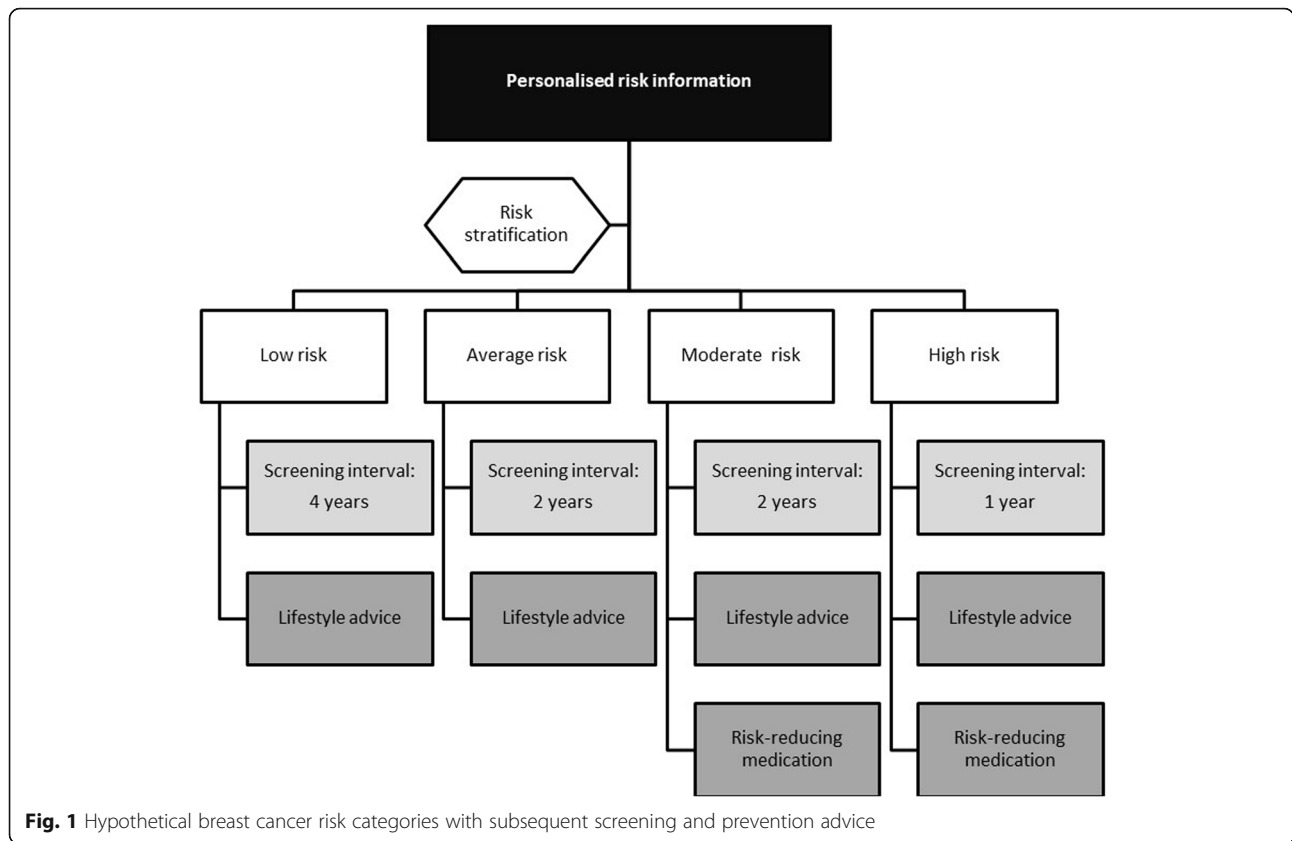 Personalised risk information
Risk
stratification
Low risk
Average risk
Moderate risk
High risk
Screening interval:
4 years
Screening interval:
2 years
Screening interval:
2 years
Screening interval:
1 year
Lifestyle advice
Lifestyle advice
Lifestyle advice
Lifestyle advice
Risk-reducing
medication
Risk-reducing
medication
Fig. 1 Hypothetical breast cancer risk categories with subsequent screening and prevention advice